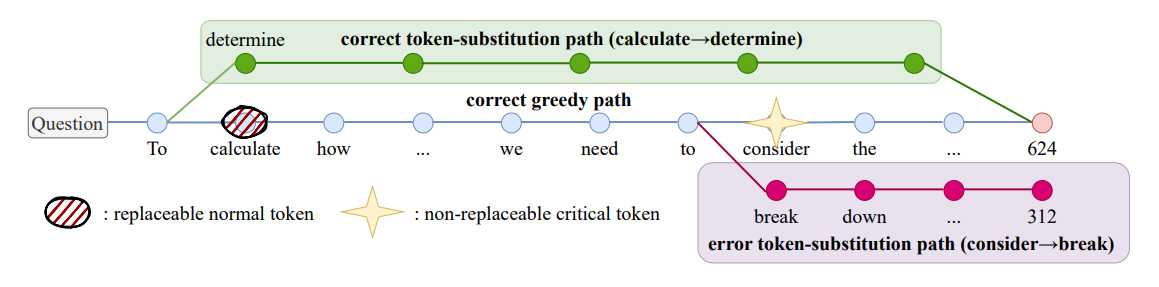 determine
correct token-substitution path (calculate→determine)
correct greedy path
Question
To calculate how ... we need to consider the ... 624
: replaceable normal token
: non-replaceable critical token
break down ... 312
error token-substitution path (consider→break)